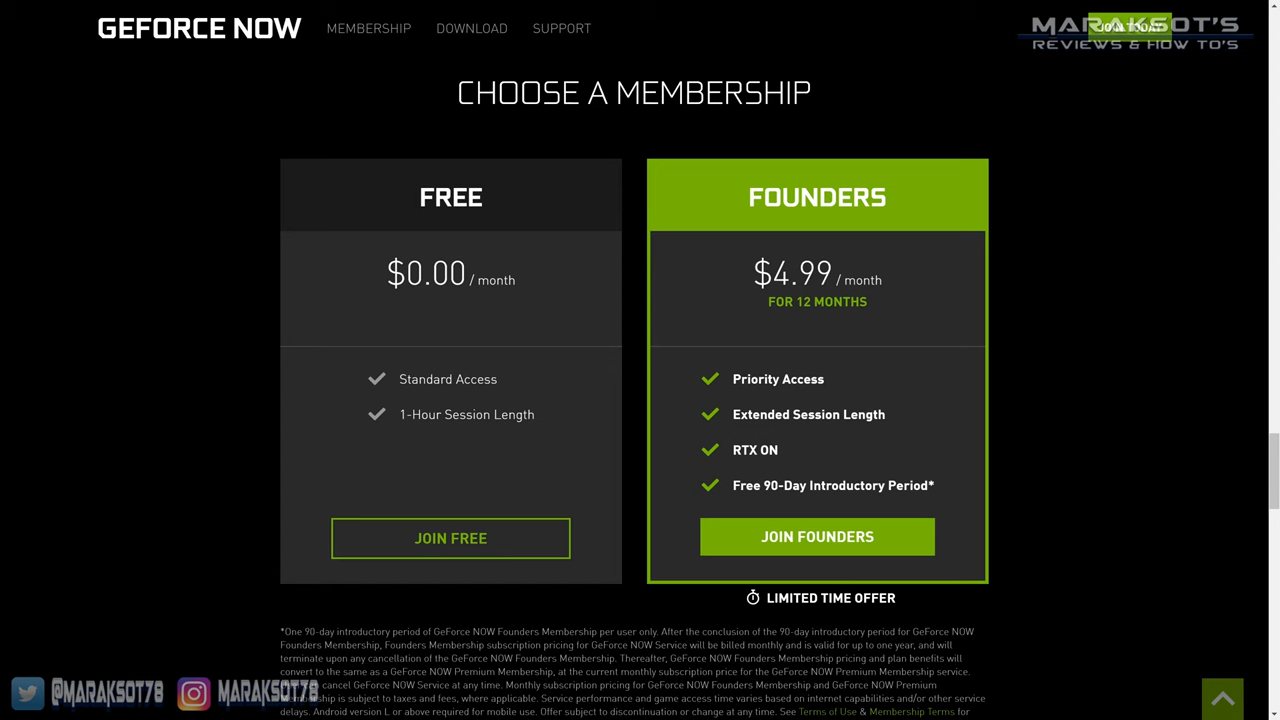 GEFORCE NOW
MEMBERSHIP
DOWNLOAD
SUPPORT
JOIN TODAY
MARAKSOT'S
REVIEWS & HOW TO'S
CHOOSE A MEMBERSHIP
FREE
$0.00 / month
Standard Access
1-Hour Session Length
JOIN FREE
FOUNDERS
$4.99 / month
FOR 12 MONTHS
Priority Access
Extended Session Length
RTX ON
Free 90-Day Introductory Period*
JOIN FOUNDERS
LIMITED TIME OFFER
*One 90-day introductory period of GeForce NOW Founders Membership per user only. After the conclusion of the 90-day introductory period for GeForce NOW
Founders Membership, Founders Membership subscription pricing for GeForce NOW Service will be billed monthly and is valid for up to one year, and will
terminate upon any cancellation of the GeForce NOW Founders Membership. Thereafter, GeForce NOW Founders Membership pricing and plan benefits will
convert to the same as a GeForce NOW Premium Membership, at the current monthly subscription price for the GeForce NOW Premium Membership service.
cancel GeForce NOW Service at any time. Monthly subscription pricing for GeForce NOW Founders Membership and GeForce NOW Premium
is subject to taxes and fees, where applicable. Service performance and game access time varies based on internet capabilities and/or other service
delays. Android version L or above required for mobile use. Offer subject to discontinuation or change at any time. See Terms of Use & Membership Terms for
@MARAKSOT78
MARAKSOT78